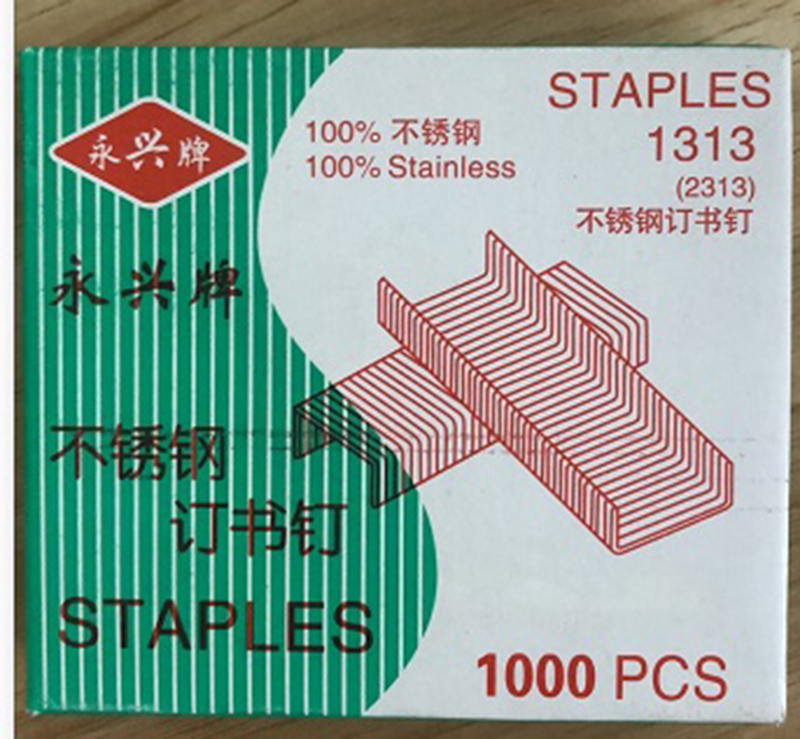 永兴牌
永兴牌
不锈钢
订书钉
STAPLES
100% 不锈钢
100% Stainless
STAPLES
1313
(2313)
不锈钢订书钉
1000 PCS